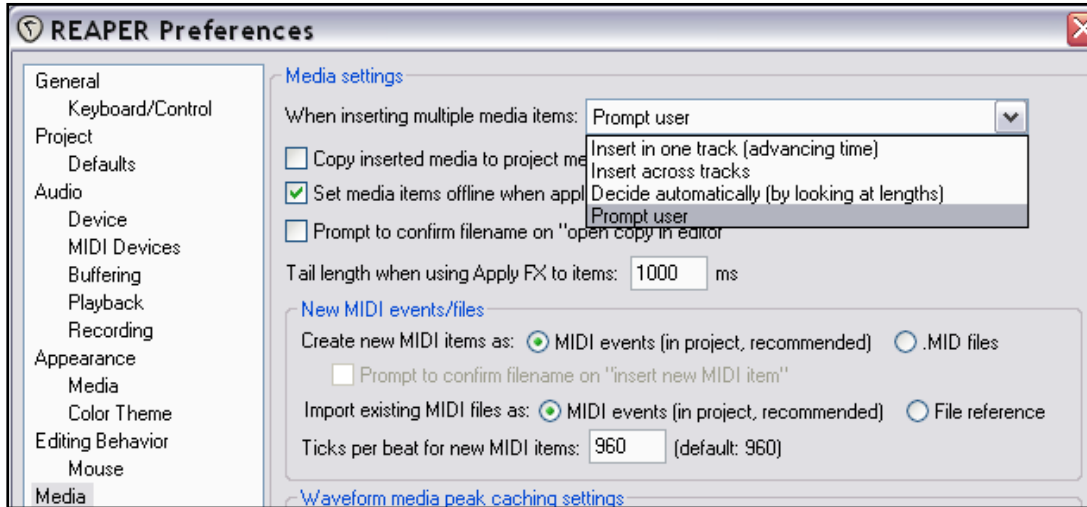 REAPER Preferences
General
Keyboard/Control
Project
Defaults
Audio
Device
MIDI Devices
Buffering
Playback
Recording
Appearance
Media
Color Theme
Editing Behavior
Mouse
Media
Media settings
When inserting multiple media items: Prompt user
Insert in one track (advancing time)
Insert across tracks
Decide automatically (by looking at lengths)
Prompt user
Copy inserted media to project me
Set media items offline when appl
Prompt to confirm filename on "open copy in editor
Tail length when using Apply FX to items: 1000 ms
New MIDI events/files
Create new MIDI items as: MIDI events (in project, recommended) .MID files
Prompt to confirm filename on "insert new MIDI item"
Import existing MIDI files as: MIDI events (in project, recommended) File reference
Ticks per beat for new MIDI items: 960 (default: 960)
Waveform media peak caching settings